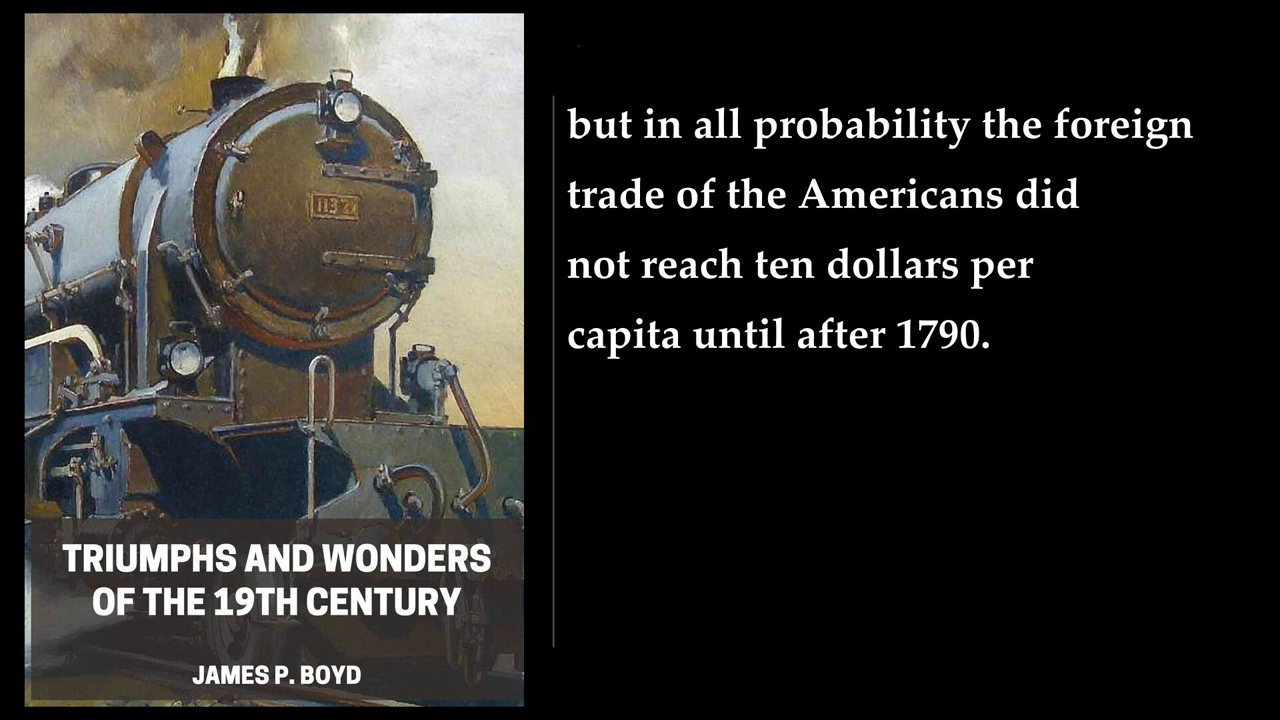 but in all probability the foreign
trade of the Americans did
not reach ten dollars per
capita until after 1790.
TRIUMPHS AND WONDERS
OF THE 19TH CENTURY
JAMES P. BOYD